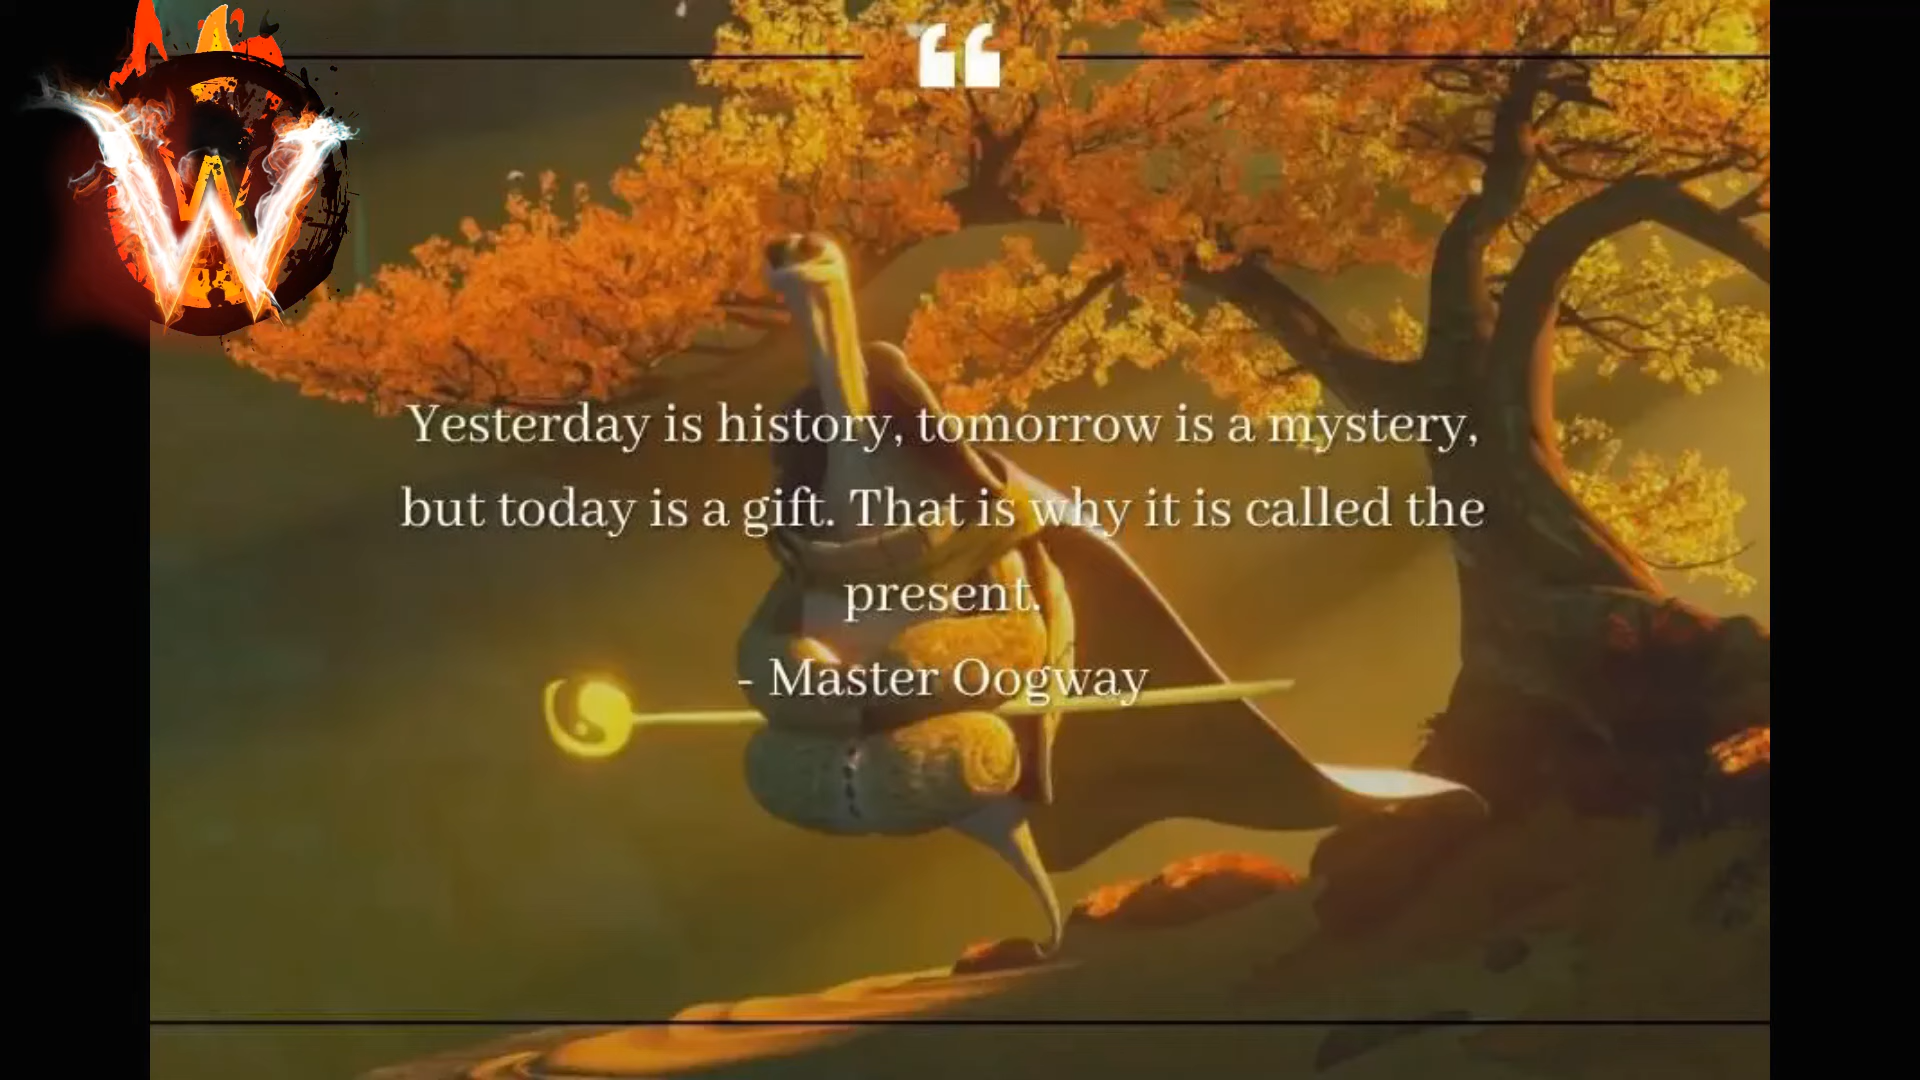 W
“
Yesterday is history, tomorrow is a mystery,
but today is a gift. That is why it is called the
present.
- Master Oogway